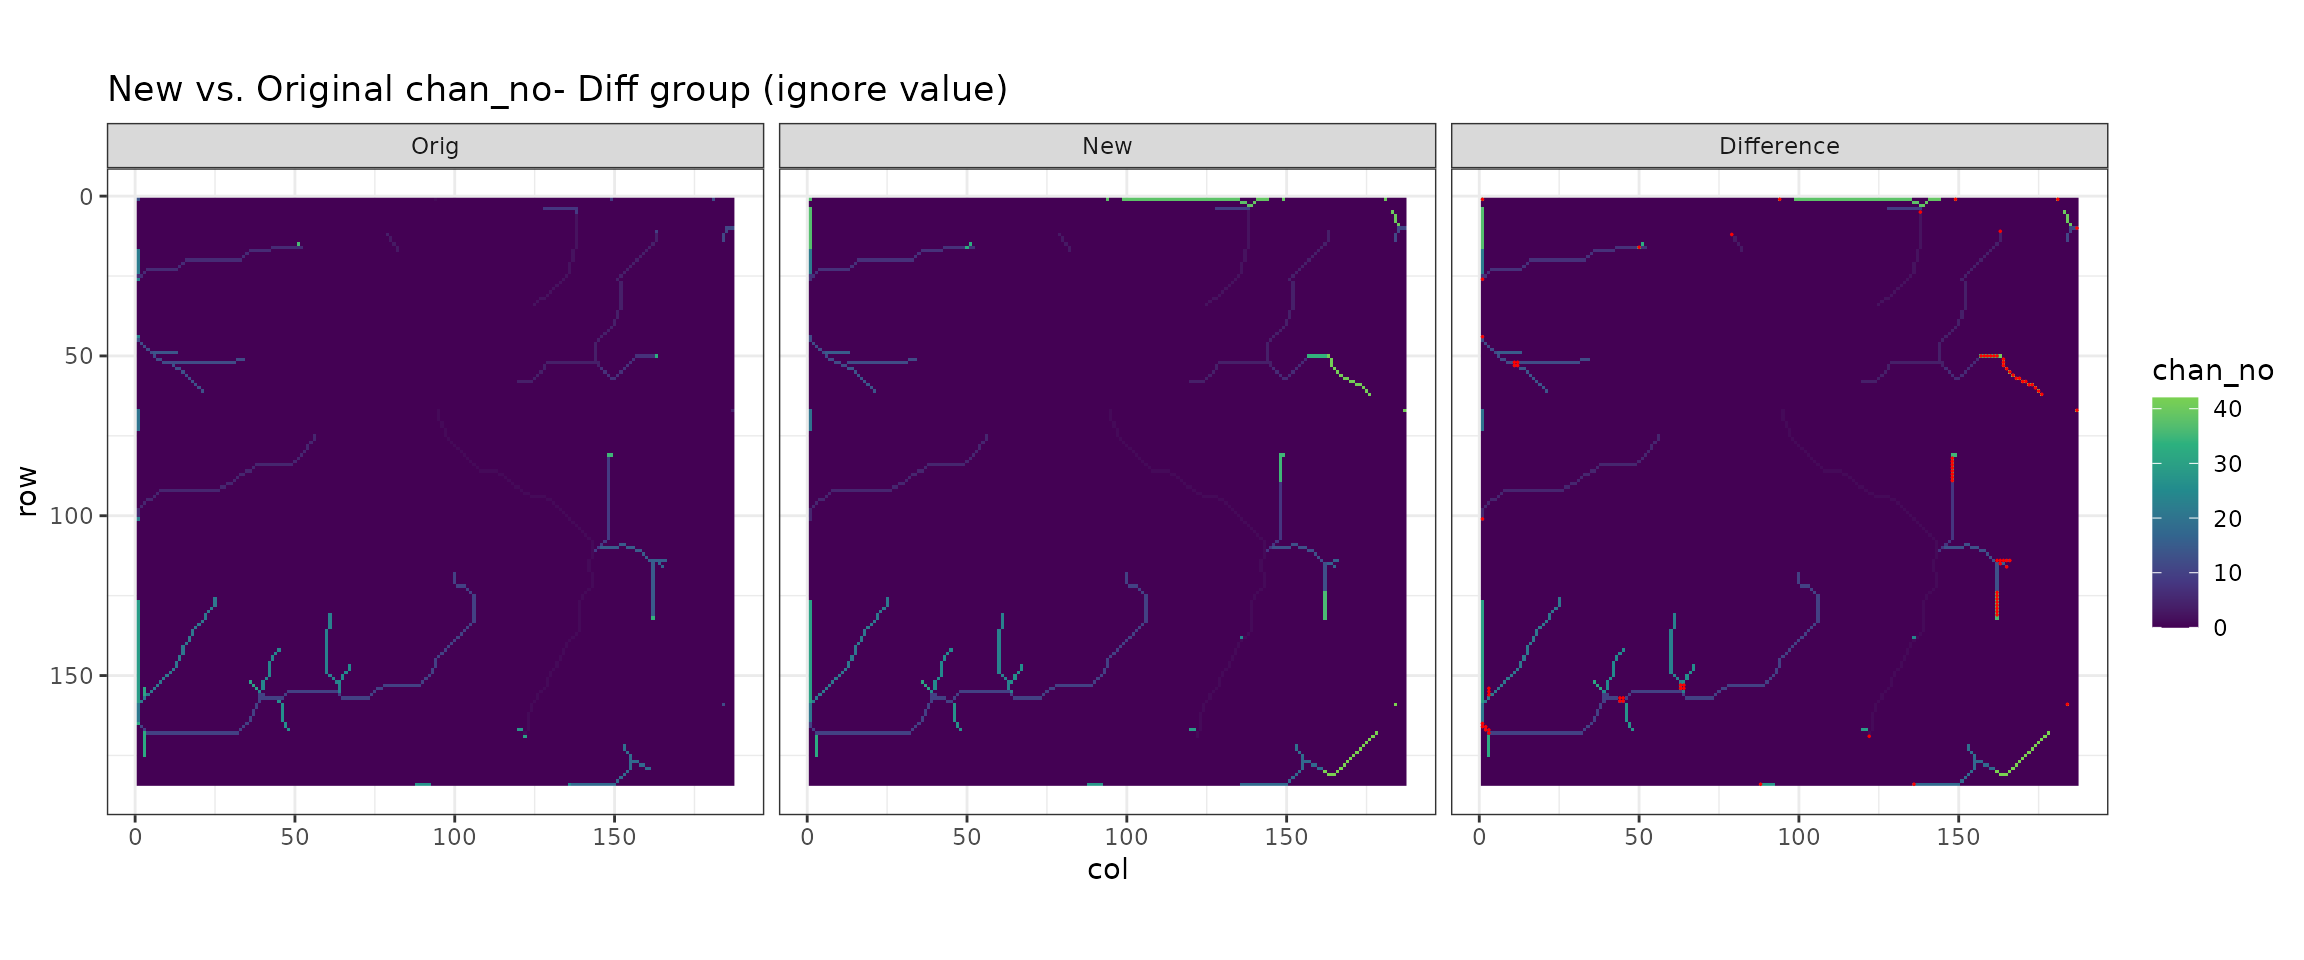 New vs. Original chan_no- Diff group (ignore value)
Orig New Difference
0
50
100
150
row
0 50 100 150 0 50 100 150 0 50 100 150
col
chan_no
40
30
20
10
0